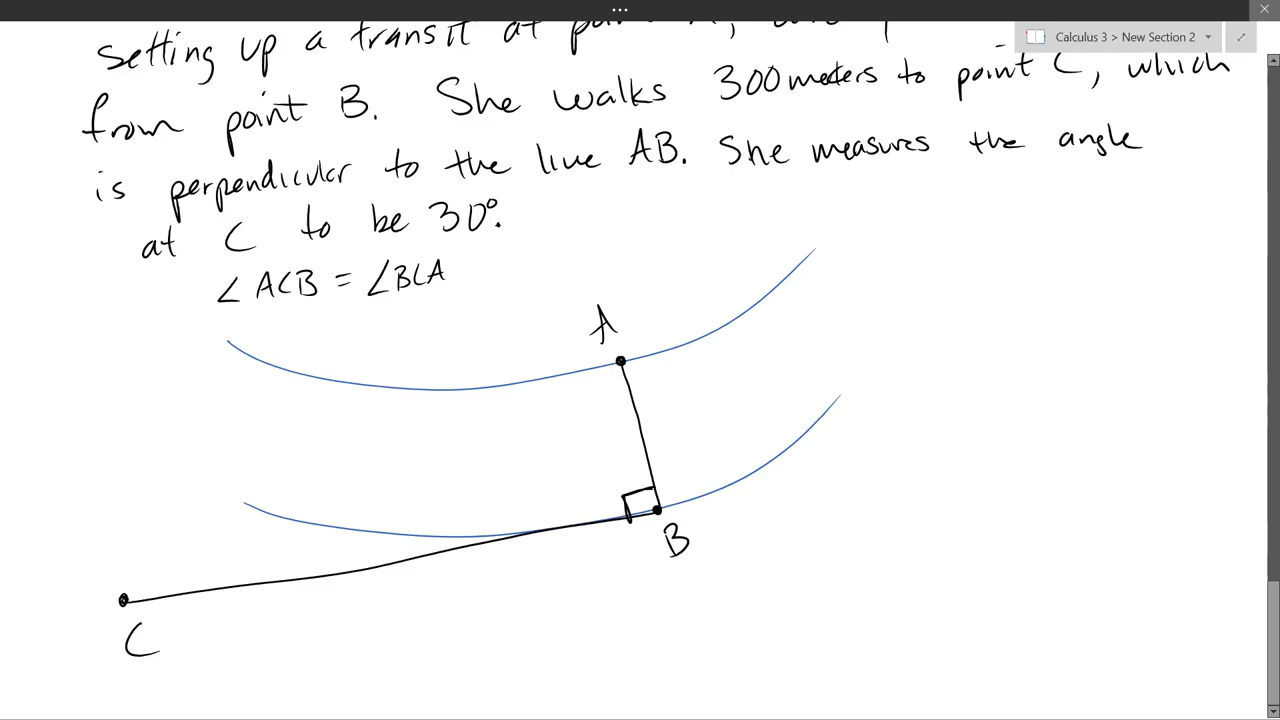 ...
Calculus 3 > New Section 2
setting up a transit at point
from point B. She walks 300 meters to point C, which
is perpendicular to the line AB. She measures the angle
at C to be 30°.
∠ACB = ∠BCA
A
B
C